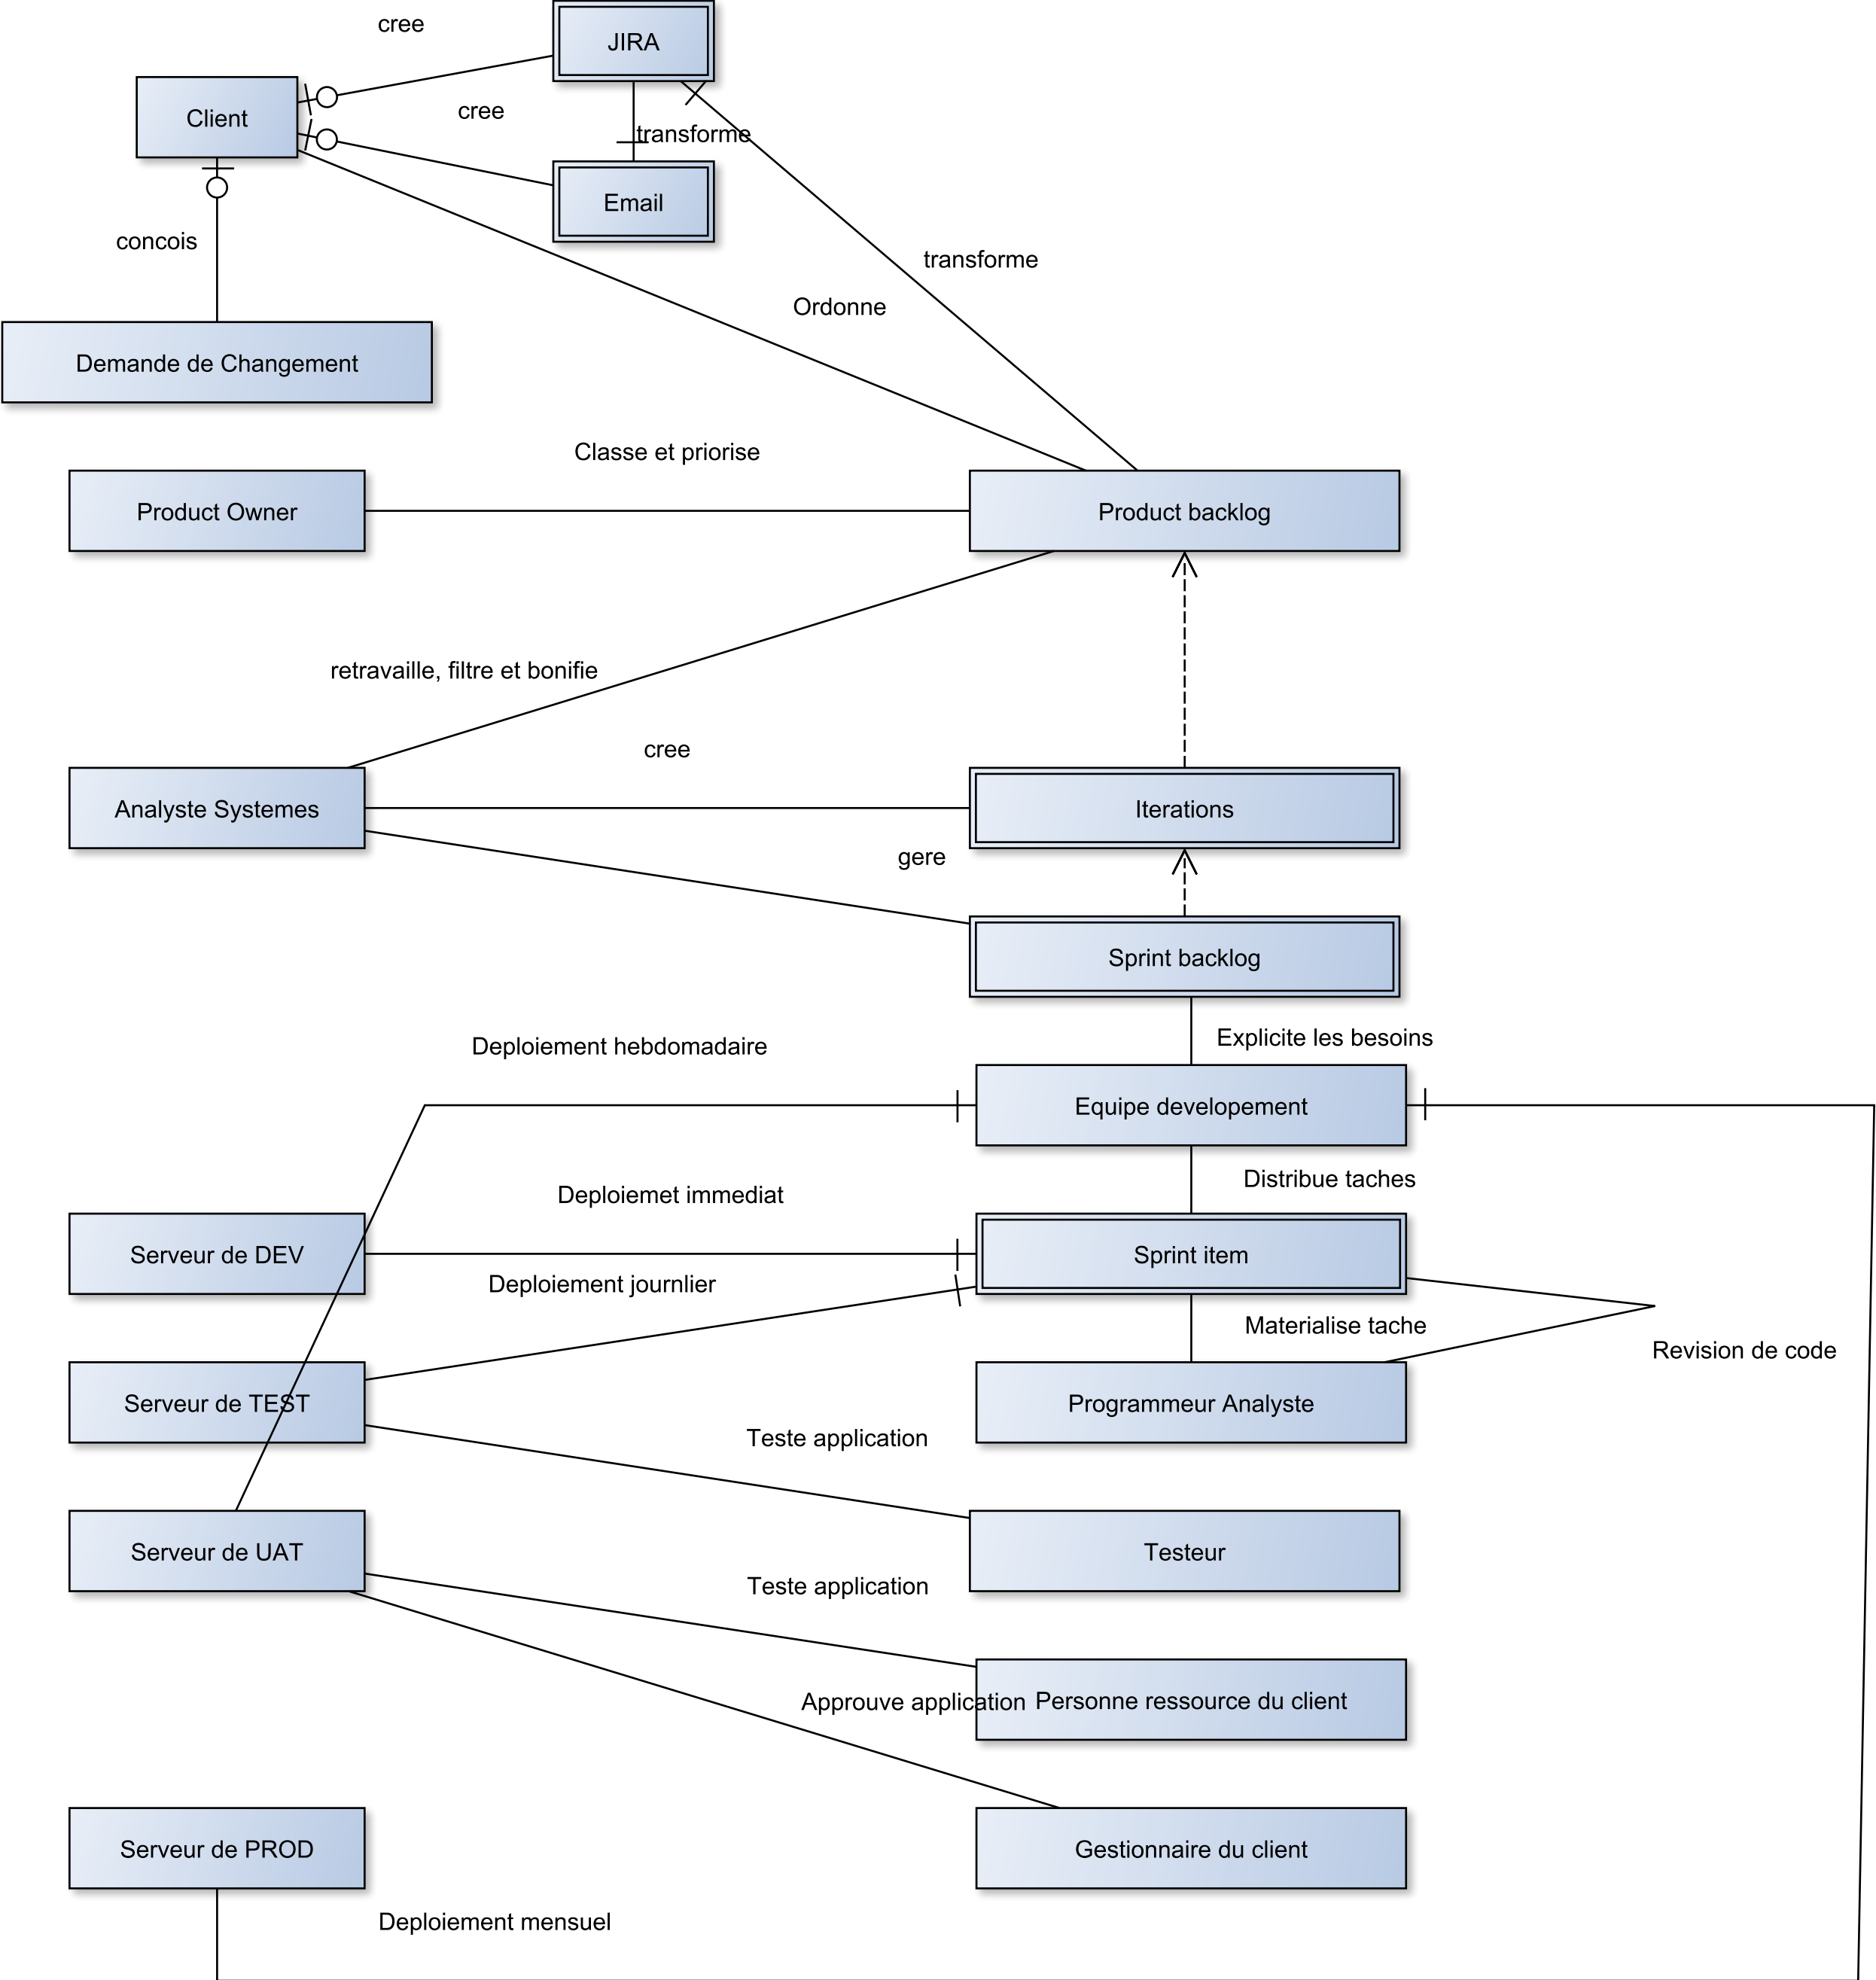 cree
JIRA
Client
cree
transforme
Email
concois
transforme
Ordonne
Demande de Changement
Classe et priorise
Product Owner
Product backlog
retravaille, filtre et bonifie
cree
Analyste Systemes
Iterations
gere
Sprint backlog
Explicite les besoins
Deploiement hebdomadaire
Equipe developement
Distribue taches
Deploiemet immediat
Serveur de DEV
Sprint item
Deploiement journlier
Materialise tache
Revision de code
Serveur de TEST
Programmeur Analyste
Teste application
Serveur de UAT
Testeur
Teste application
Approuve application
Personne ressource du client
Serveur de PROD
Gestionnaire du client
Deploiement mensuel